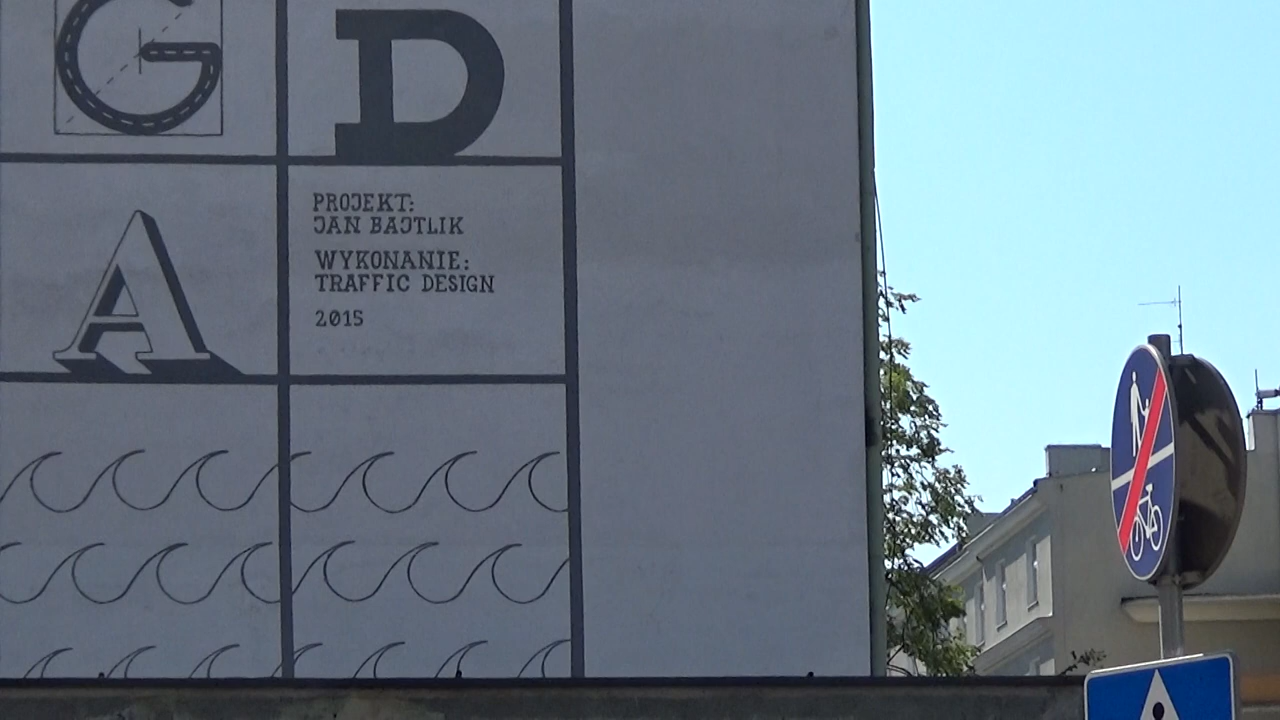 G D
A
PROJEKT:
JAN BAJTLIK
WYKONANIE:
TRAFFIC DESIGN
2015